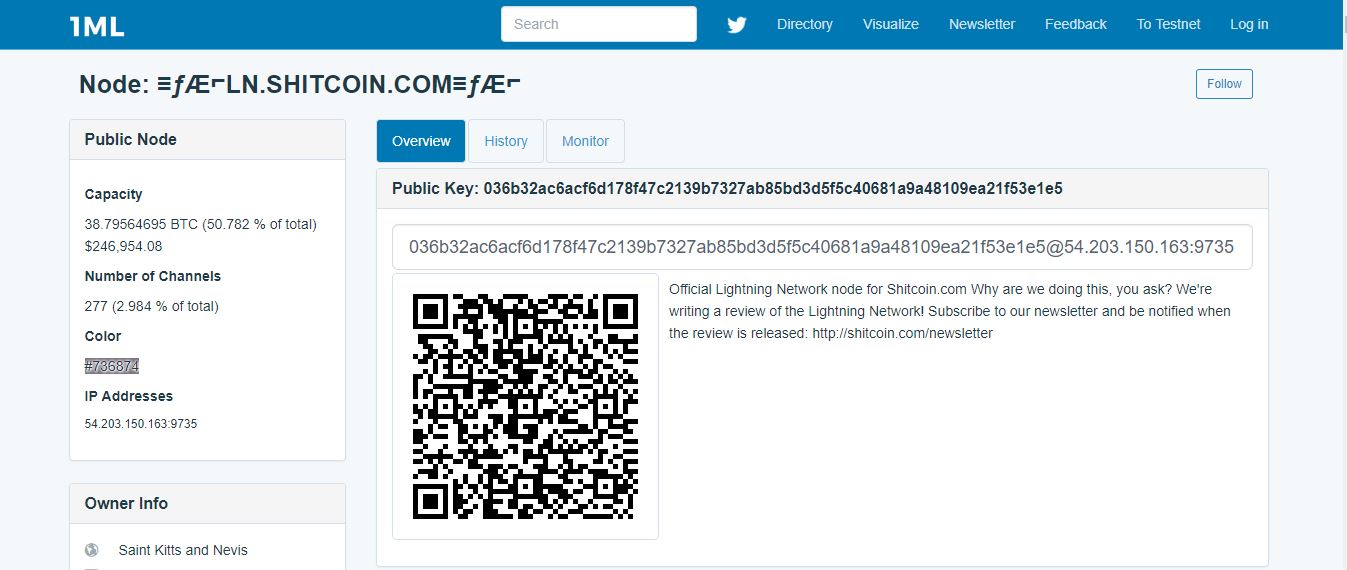 1ML
Search
Directory
Visualize
Newsletter
Feedback
To Testnet
Log in
Node: ≡ƒÆ⌐LN.SHITCOIN.COM≡ƒÆ⌐
Follow
Public Node
Capacity
38.79564695 BTC (50.782 % of total)
$246,954.08
Number of Channels
277 (2.984 % of total)
Color
#736874
IP Addresses
54.203.150.163:9735
Owner Info
Saint Kitts and Nevis
Overview
History
Monitor
Public Key: 036b32ac6acf6d178f47c2139b7327ab85bd3d5f5c40681a9a48109ea21f53e1e5
036b32ac6acf6d178f47c2139b7327ab85bd3d5f5c40681a9a48109ea21f53e1e5@54.203.150.163:9735
Official Lightning Network node for Shitcoin.com Why are we doing this, you ask? We're
writing a review of the Lightning Network! Subscribe to our newsletter and be notified when
the review is released: http://shitcoin.com/newsletter